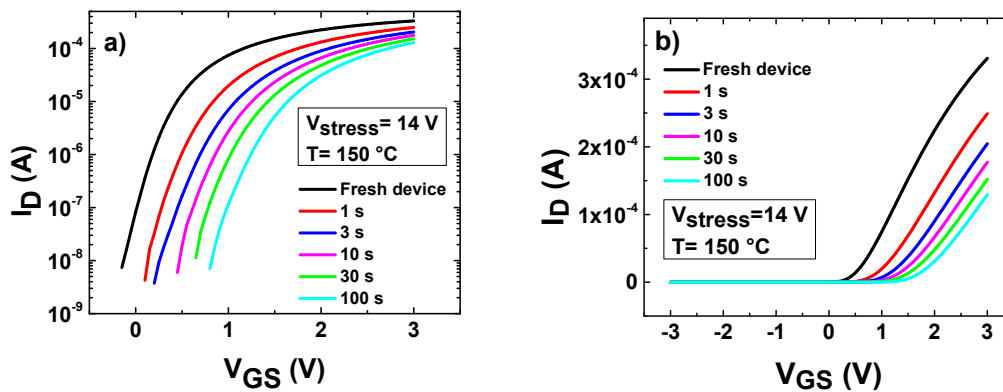 a)
10⁻⁴
10⁻⁵
10⁻⁶
10⁻⁷
10⁻⁸
10⁻⁹
I_D (A)
V_stress= 14 V
T= 150 °C
Fresh device
1 s
3 s
10 s
30 s
100 s
0 1 2 3
V_GS (V)
b)
3x10⁻⁴
2x10⁻⁴
1x10⁻⁴
0
I_D (A)
Fresh device
1 s
3 s
10 s
30 s
100 s
V_stress=14 V
T= 150 °C
-3 -2 -1 0 1 2 3
V_GS (V)